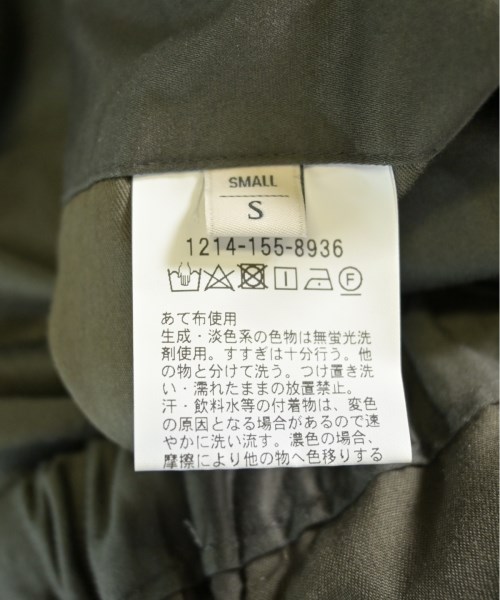 SMALL
S
1214-155-8936
F
あて布使用
生成・淡色系の色物は無蛍光洗
剤使用。すすぎは十分行う。他
の物と分けて洗う。つけ置き洗
い・濡れたままの放置禁止。
汗・飲料水等の付着物は、変色
の原因となる場合があるので速
やかに洗い流す。濃色の場合、
摩擦により他の物へ色移りする